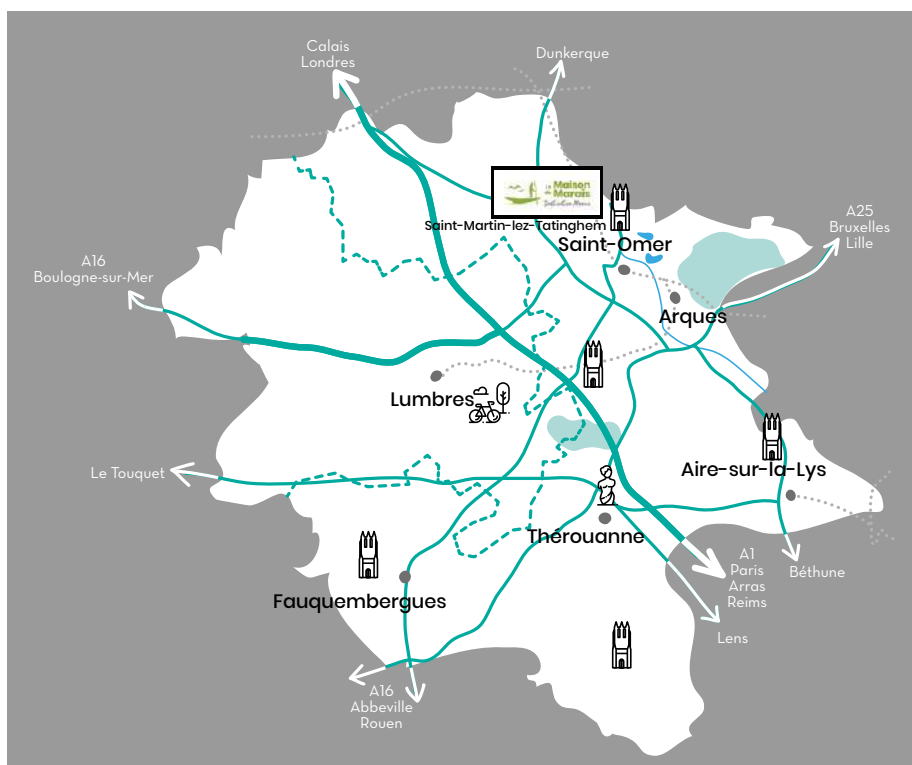 Calais
Londres
Dunkerque
La
Maison
du
Marais
Saint-Martin-lez-Tatinghem
Saint-Omer
A25
Bruxelles
Lille
A16
Boulogne-sur-Mer
Arques
Lumbres
Le Touquet
Aire-sur-la-Lys
Thérouanne
A1
Paris
Arras
Reims
Béthune
Fauquembergues
Lens
A16
Abbeville
Rouen